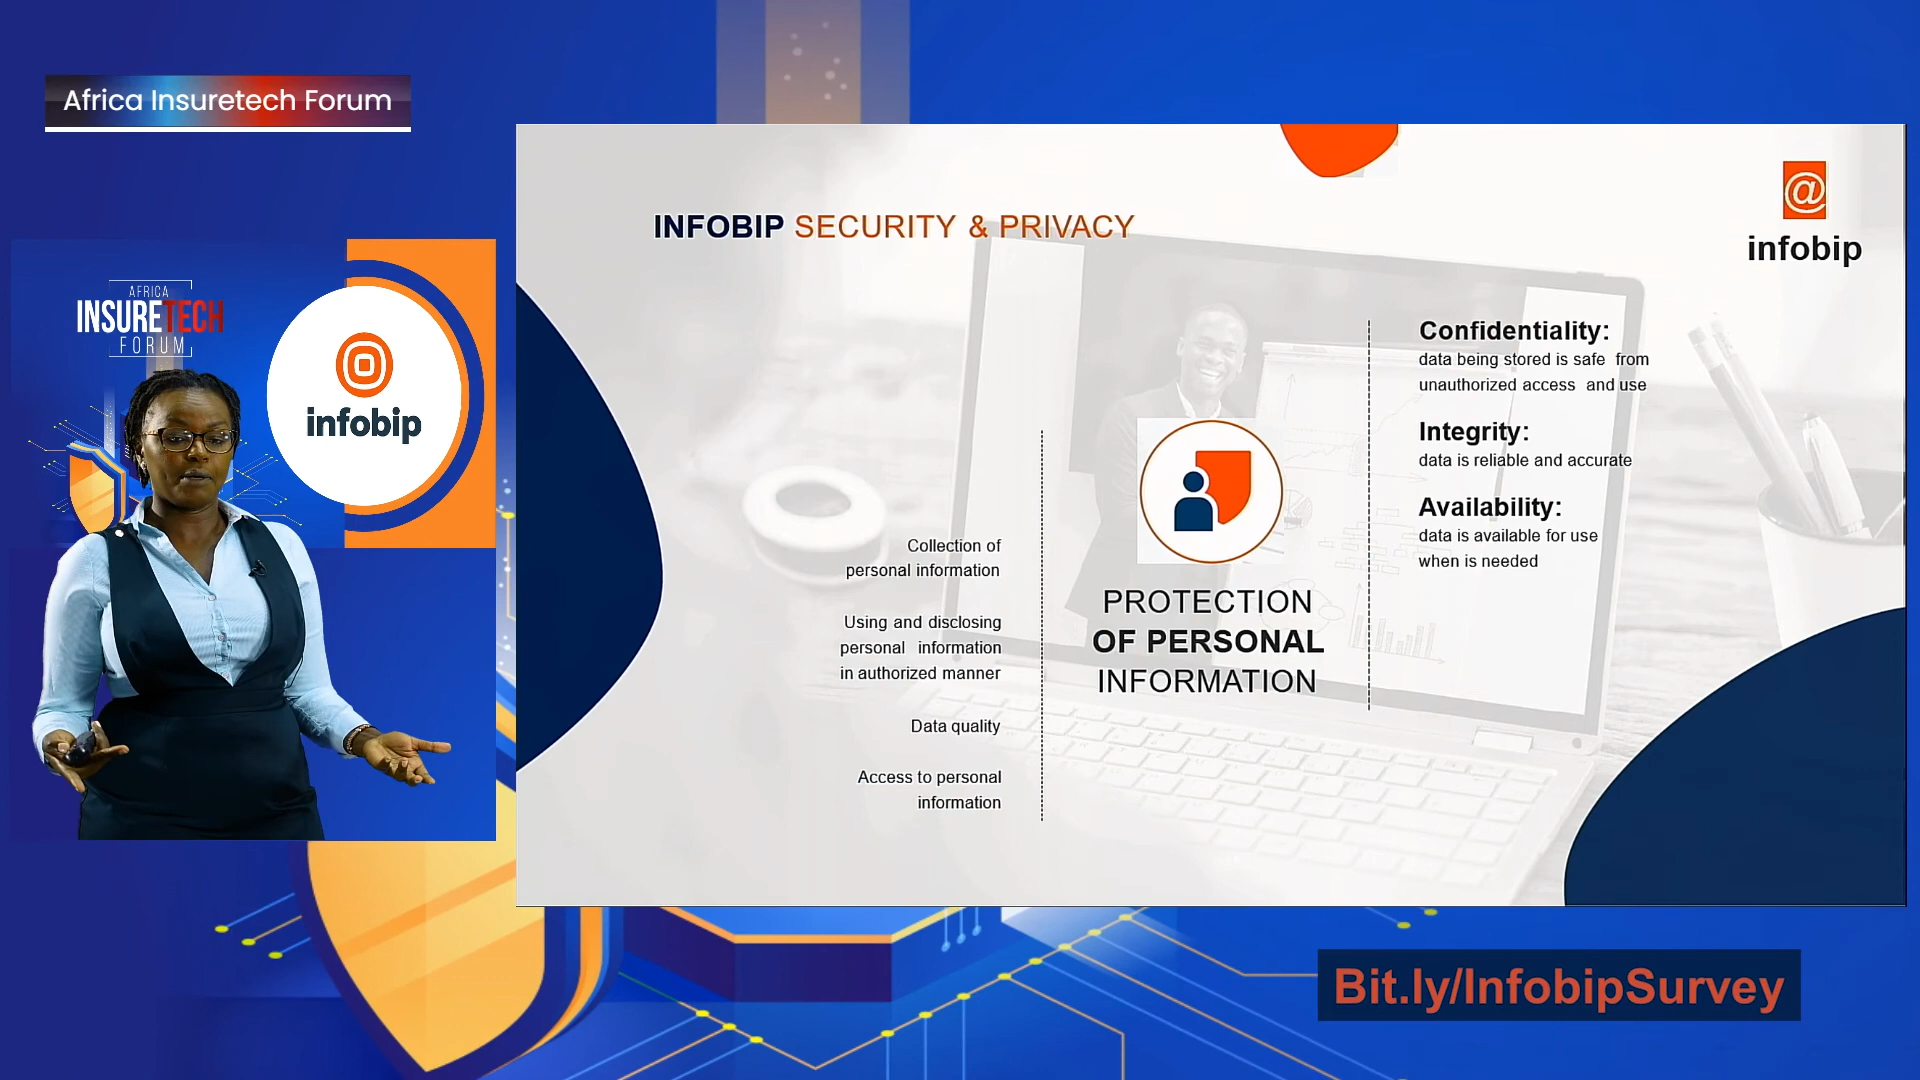 Africa Insuretech Forum
AFRICA
INSURETECH
FORUM
infobip
INFOBIP SECURITY & PRIVACY
@
infobip
Collection of
personal information
Using and disclosing
personal information
in authorized manner
Data quality
Access to personal
information
PROTECTION
OF PERSONAL
INFORMATION
Confidentiality:
data being stored is safe from
unauthorized access and use
Integrity:
data is reliable and accurate
Availability:
data is available for use
when is needed
Bit.ly/InfobipSurvey